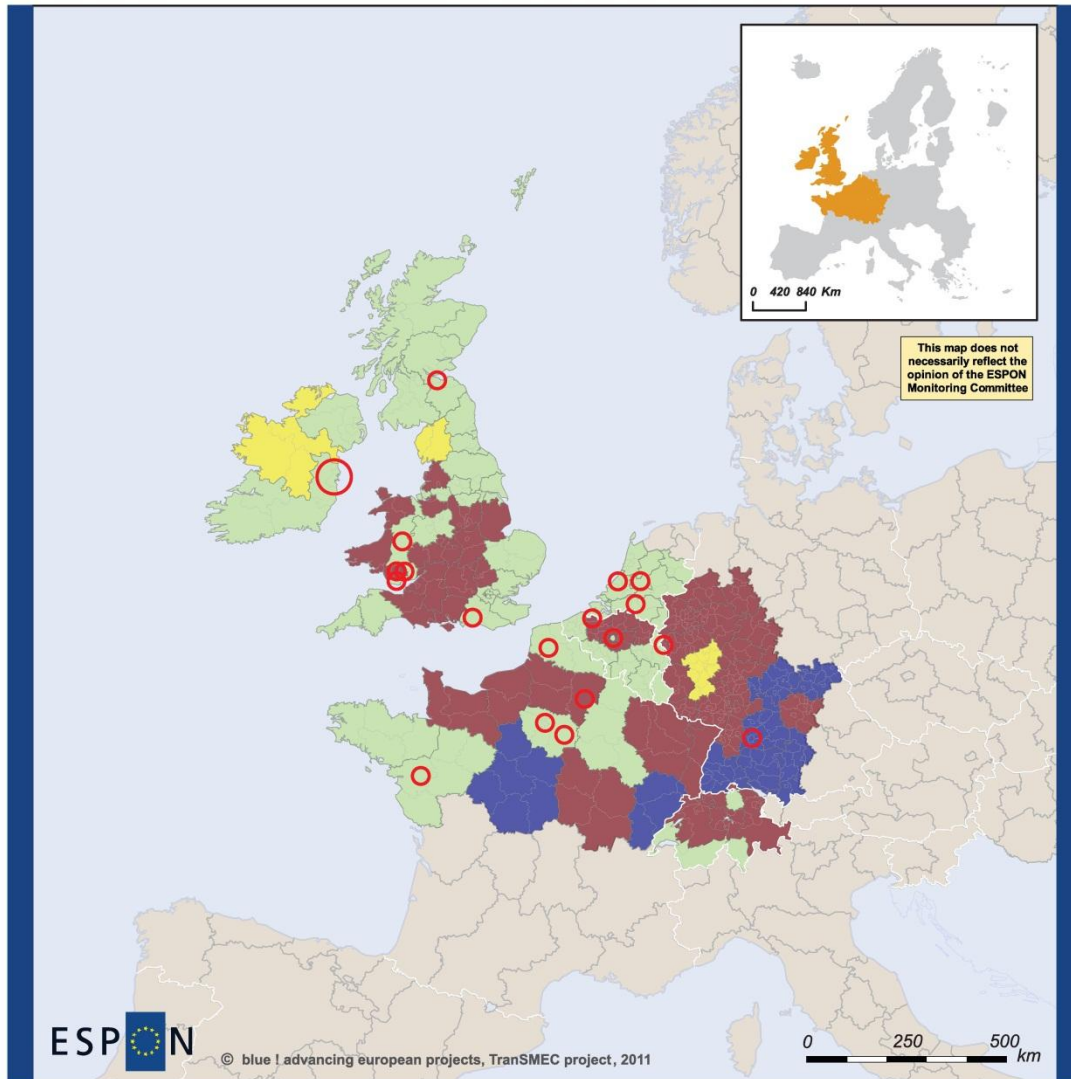 0 420 840 Km
This map does not
necessarily reflect the
opinion of the ESPON
Monitoring Committee
ESPON
© blue ! advancing european projects, TranSMEC project, 2011
0 250 500
km